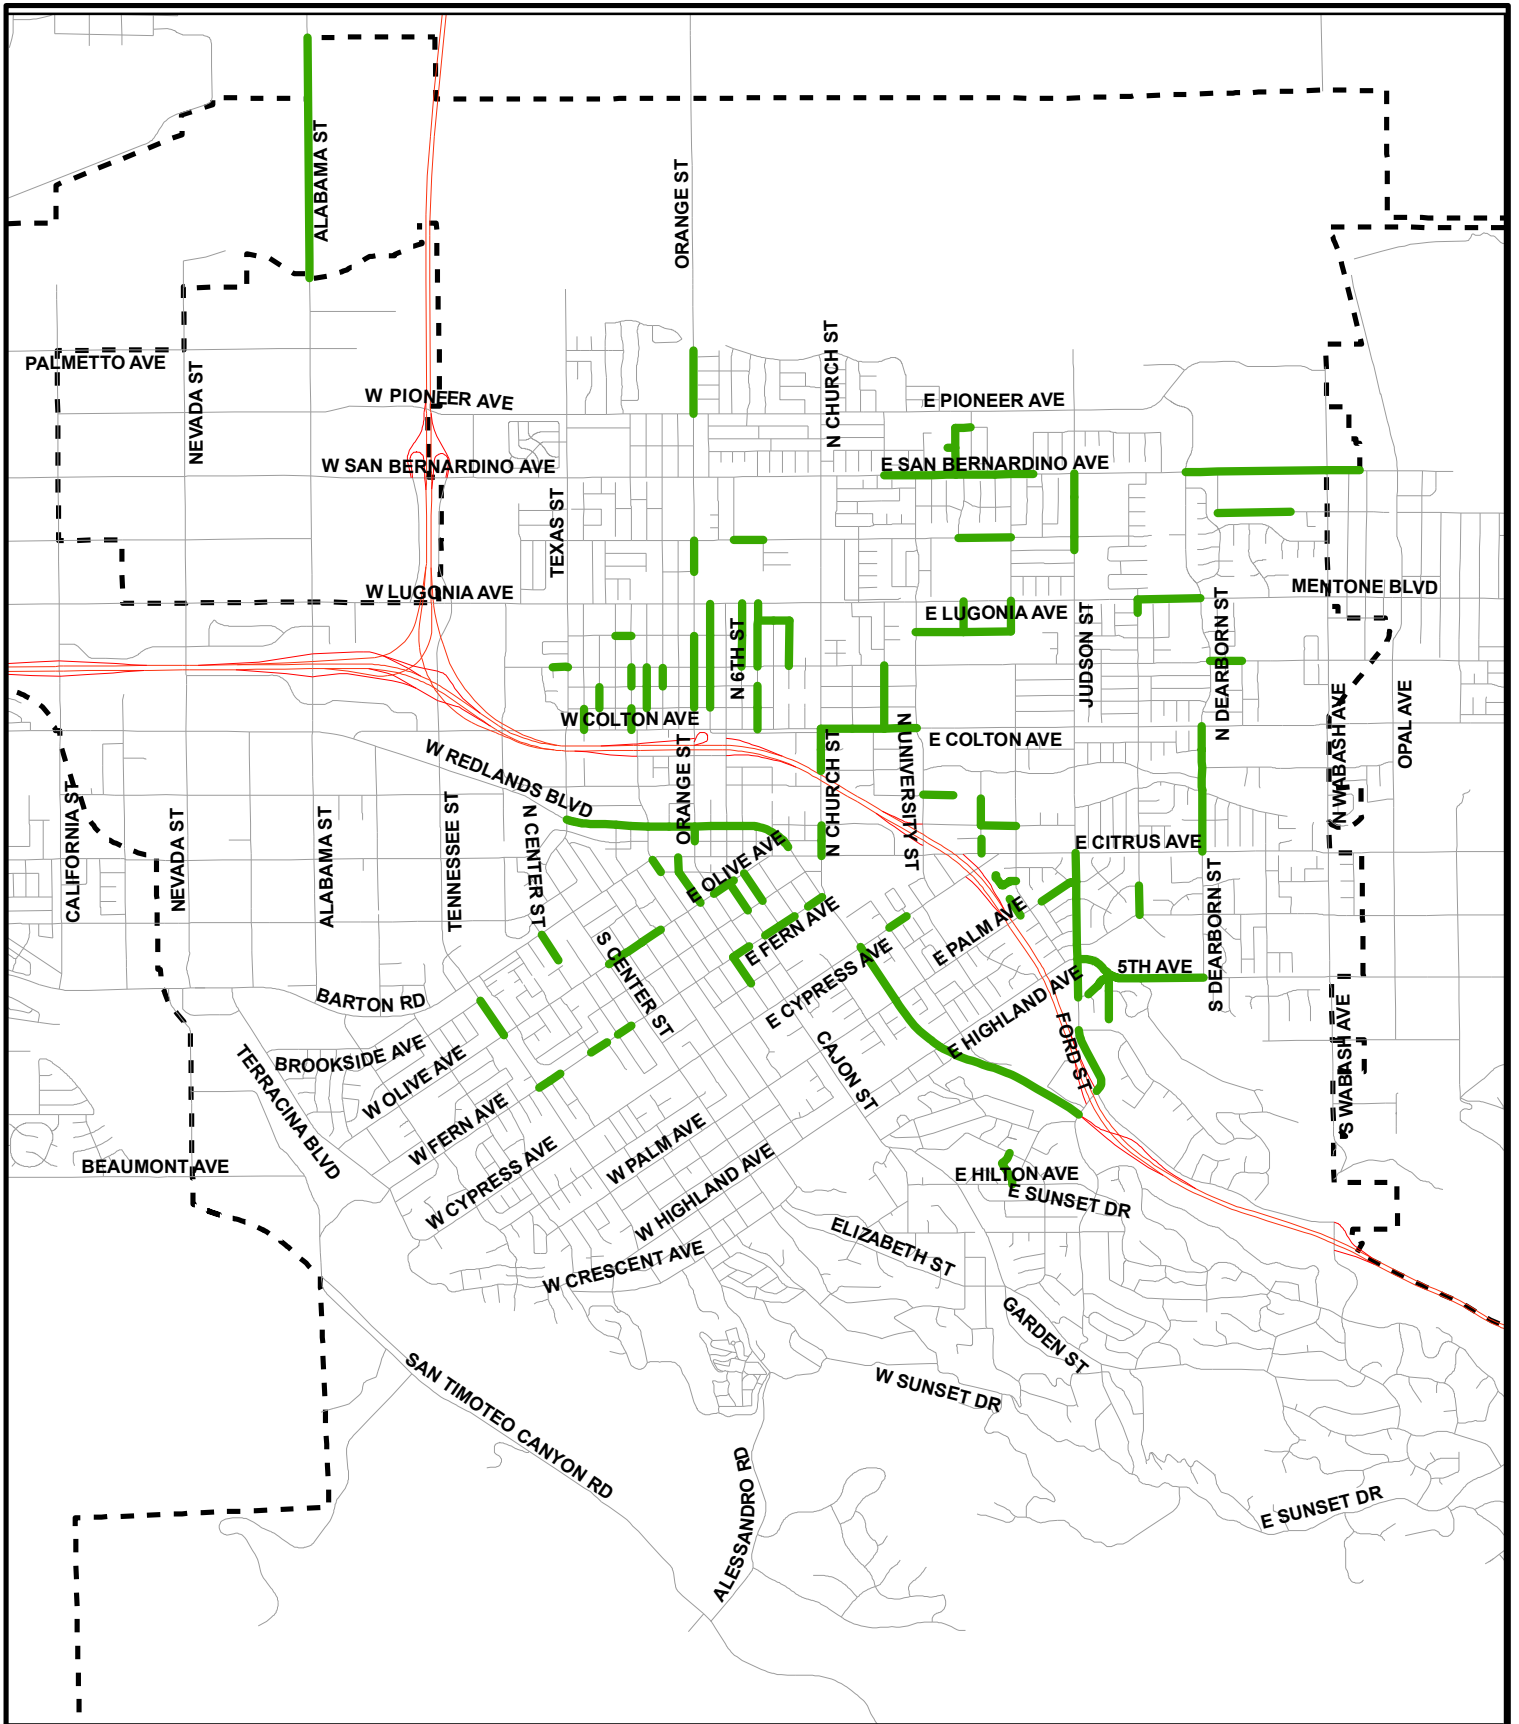 ALABAMA ST
ORANGE ST
PALMETTO AVE
NEVADA ST
W PIONEER AVE
N CHURCH ST
E PIONEER AVE
W SAN BERNARDINO AVE
E SAN BERNARDINO AVE
TEXAS ST
W LUGONIA AVE
MENTONE BLVD
E LUGONIA AVE
JUDSON ST
N DEARBORN ST
N 6TH ST
W COLTON AVE
N UNIVERSITY ST
E COLTON AVE
N WABASH AVE
OPAL AVE
W REDLANDS BLVD
ORANGE ST
N CHURCH ST
CALIFORNIA ST
NEVADA ST
ALABAMA ST
TENNESSEE ST
N CENTER ST
E OLIVE AVE
E CITRUS AVE
S DEARBORN ST
E FERN AVE
E PALM AVE
S CENTER ST
E CYPRESS AVE
5TH AVE
BARTON RD
E HIGHLAND AVE
S WABASH AVE
BROOKSIDE AVE
FORD ST
CAJON ST
W OLIVE AVE
TERRACINA BLVD
W FERN AVE
W PALM AVE
BEAUMONT AVE
W CYPRESS AVE
E HILTON AVE
E SUNSET DR
W HIGHLAND AVE
ELIZABETH ST
W CRESCENT AVE
GARDEN ST
SAN TIMOTEO CANYON RD
W SUNSET DR
ALESSANDRO RD
E SUNSET DR